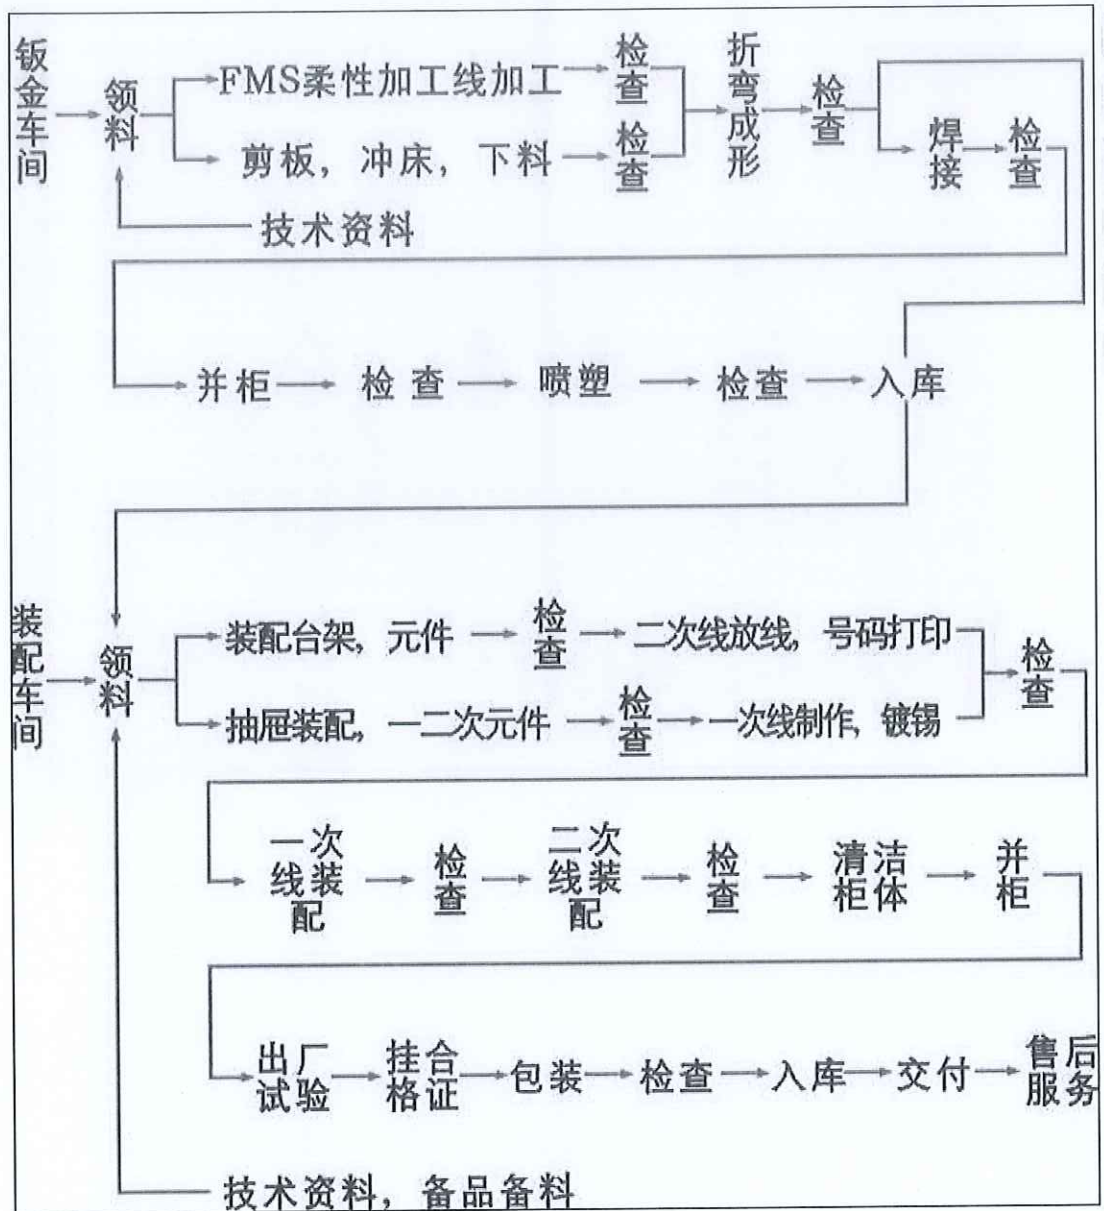 钣金车间
领料
FMS柔性加工线加工
检查
剪板，冲床，下料
检查
折弯成形
检查
焊接
检查
技术资料
并柜
检查
喷塑
检查
入库
装配车间
领料
装配台架，元件
检查
二次线放线，号码打印
抽屉装配，一二次元件
检查
一次线制作，镀锡
检查
一次
线装
配
检查
二次
线装
配
检查
清洁
柜体
并柜
出厂
试验
挂合
格证
包装
检查
入库
交付
售后
服务
技术资料，备品备料